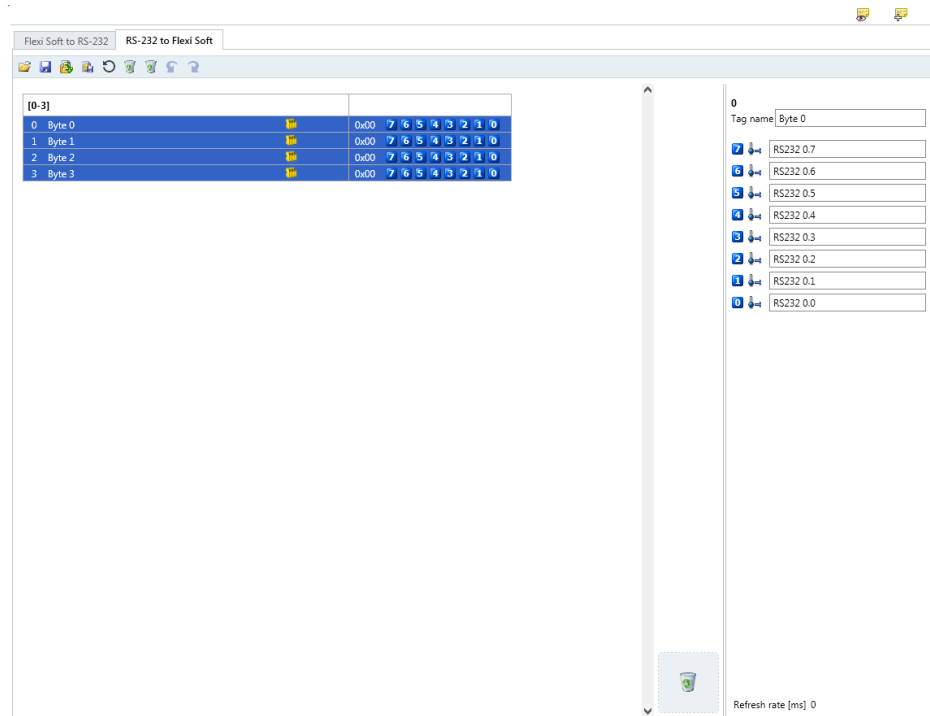 Flexi Soft to RS-232 RS-232 to Flexi Soft
[0-3]
0 Byte 0 0x00 7 6 5 4 3 2 1 0
1 Byte 1 0x00 7 6 5 4 3 2 1 0
2 Byte 2 0x00 7 6 5 4 3 2 1 0
3 Byte 3 0x00 7 6 5 4 3 2 1 0
0
Tag name Byte 0
7 RS232 0.7
6 RS232 0.6
5 RS232 0.5
4 RS232 0.4
3 RS232 0.3
2 RS232 0.2
1 RS232 0.1
0 RS232 0.0
Refresh rate [ms] 0